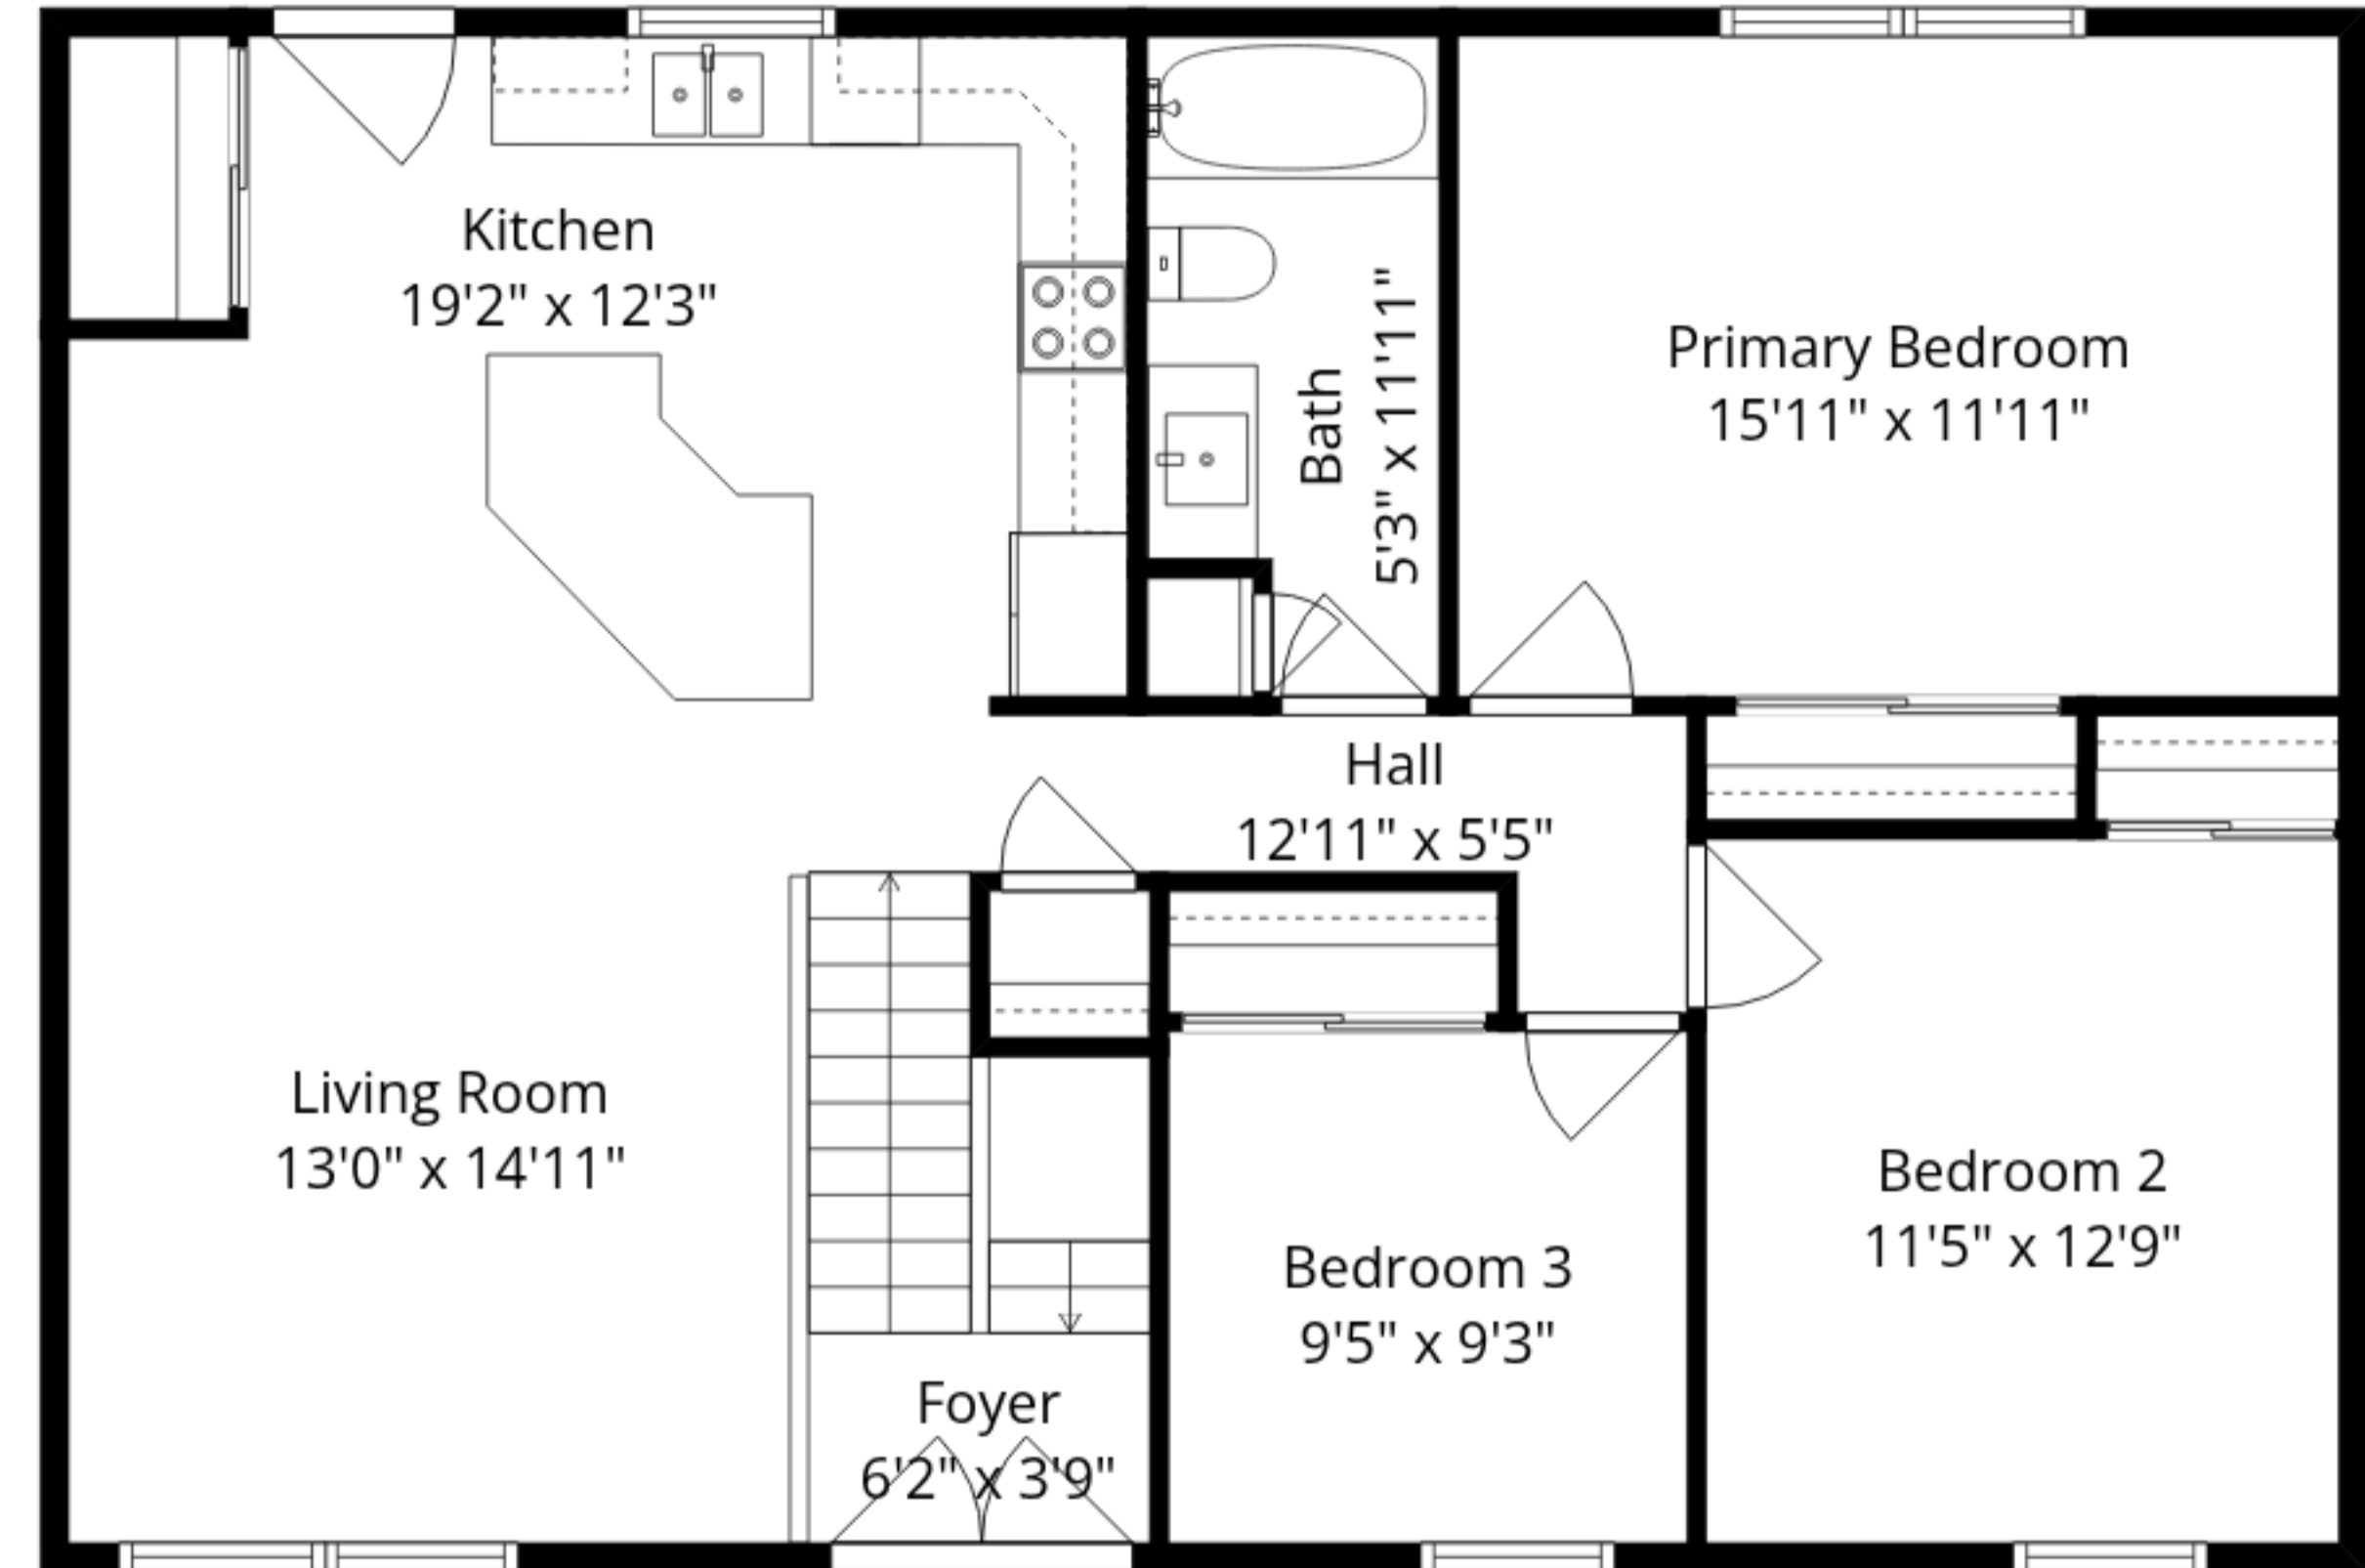 Kitchen
19'2" x 12'3"
Bath
5'3" x 11'11"
Primary Bedroom
15'11" x 11'11"
Hall
12'11" x 5'5"
Living Room
13'0" x 14'11"
Bedroom 2
11'5" x 12'9"
Bedroom 3
9'5" x 9'3"
Foyer
6'2" x 3'9"